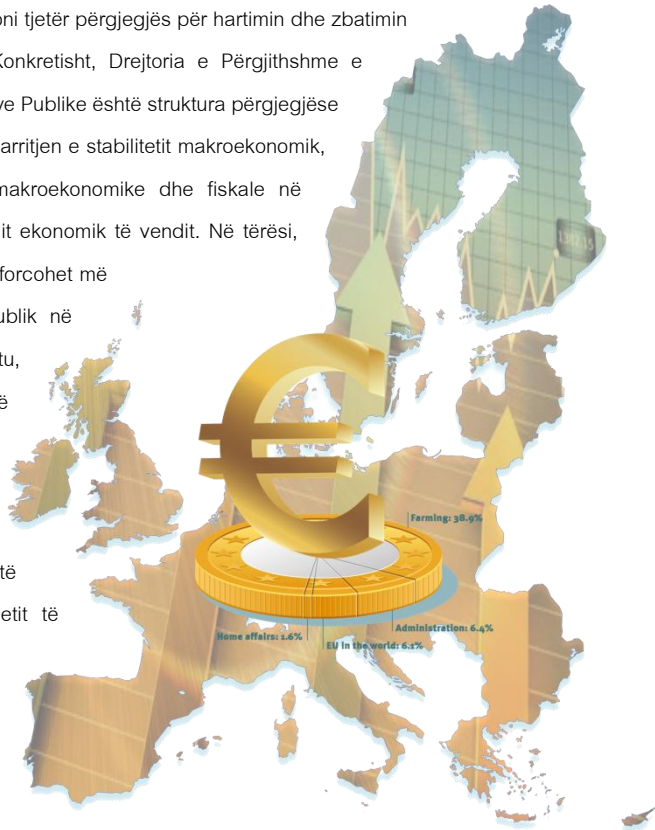 oni tjetër përgjegjës për hartimin dhe zbatimin
Konkretisht, Drejtoria e Përgjithshme e
ve Publike është struktura përgjegjëse
arritjen e stabilitetit makroekonomik,
makroekonomike dhe fiskale në
it ekonomik të vendit. Në tërësi,
forcohet më
ublik në
tu,
ë
të
etit të
1382.15
Farming: 38.9%
Administration: 6.4%
Home affairs: 1.6%
EU in the world: 6.1%